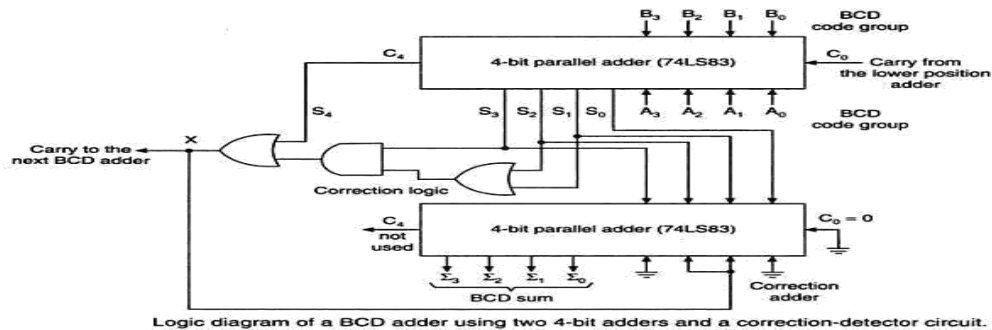 B3 B2 B1 B0
BCD
code group
C4
4-bit parallel adder (74LS83)
C0
Carry from
the lower position
adder
S4
S3 S2 S1 S0
A3 A2 A1 A0
BCD
code group
X
Carry to the
next BCD adder
Correction logic
C4
not
used
4-bit parallel adder (74LS83)
C0 = 0
Σ3 Σ2 Σ1 Σ0
BCD sum
Correction
adder
Logic diagram of a BCD adder using two 4-bit adders and a correction-detector circuit.